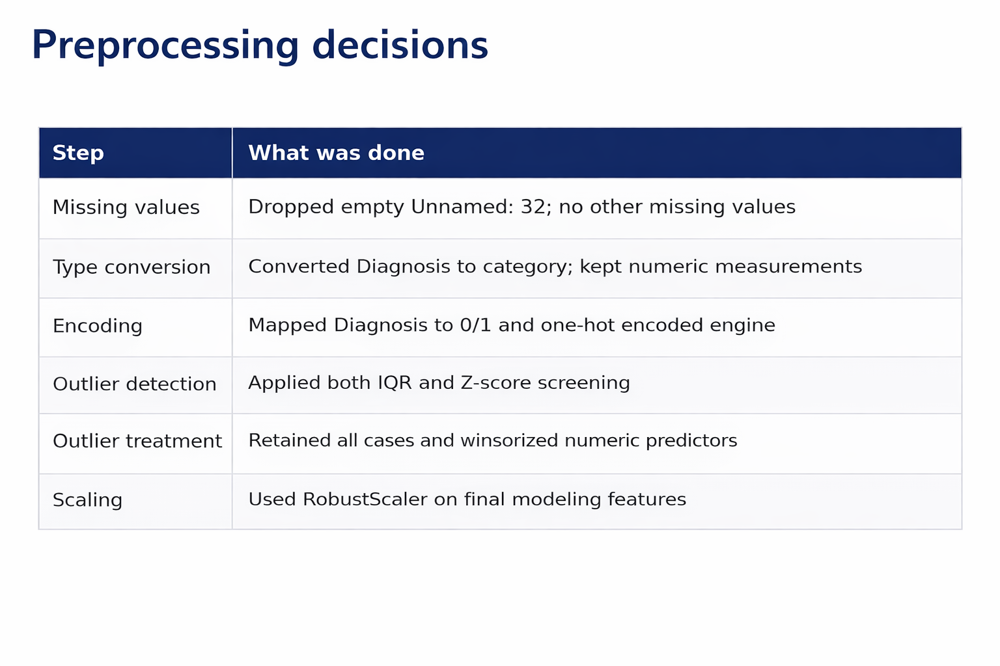 Preprocessing decisions
Step
What was done
Missing values
Dropped empty Unnamed: 32; no other missing values
Type conversion
Converted Diagnosis to category; kept numeric measurements
Encoding
Mapped Diagnosis to 0/1 and one-hot encoded engine
Outlier detection
Applied both IQR and Z-score screening
Outlier treatment
Retained all cases and winsorized numeric predictors
Scaling
Used RobustScaler on final modeling features